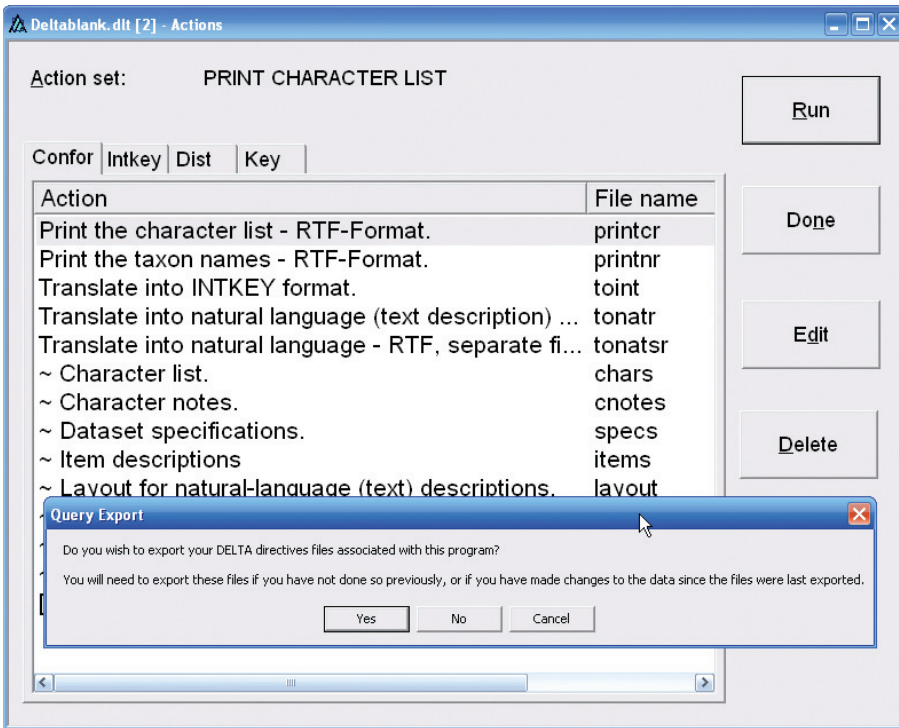 Deltablank.dlt [2] - Actions
Action set: PRINT CHARACTER LIST
Run
Confor Intkey Dist Key
Action File name
Print the character list - RTF-Format. printcr
Print the taxon names - RTF-Format. printnr
Done
Translate into INTKEY format. toint
Translate into natural language (text description) ... tonatr
Translate into natural language - RTF, separate fi... tonatsr
Edit
~ Character list. chars
~ Character notes. cnotes
~ Dataset specifications. specs
~ Item descriptions items
Delete
~ Layout for natural-language (text) descriptions. layout
Query Export
Do you wish to export your DELTA directives files associated with this program?
You will need to export these files if you have not done so previously, or if you have made changes to the data since the files were last exported.
Yes No Cancel